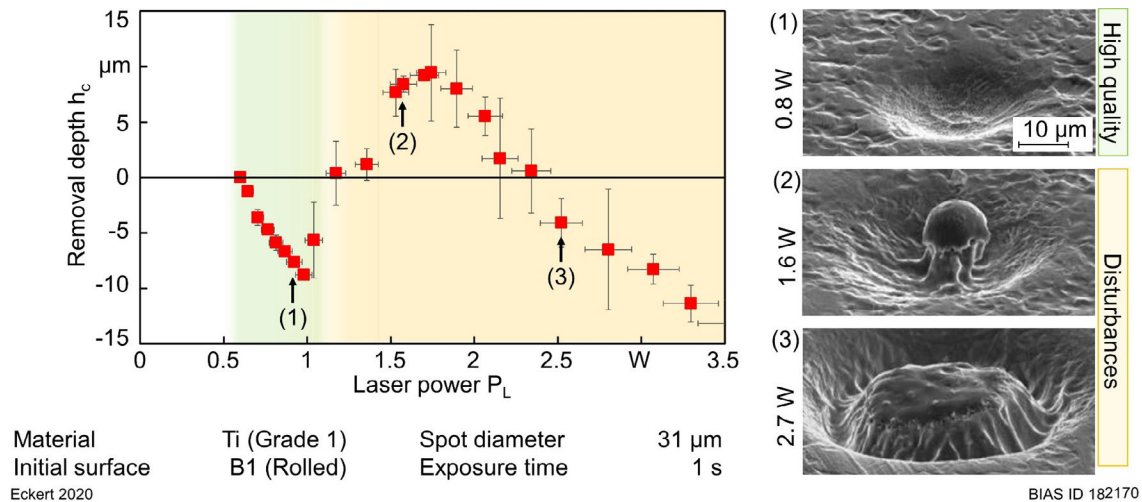 15
µm
5
0
-5
-10
-15
Removal depth h_c
0
0.5
1
1.5
2
2.5
W
3.5
Laser power P_L
(1)
(2)
(3)
(1)
0.8 W
10 µm
High quality
(2)
1.6 W
(3)
2.7 W
Disturbances
Material Ti (Grade 1) Spot diameter 31 µm
Initial surface B1 (Rolled) Exposure time 1 s
Eckert 2020 BIAS ID 182170